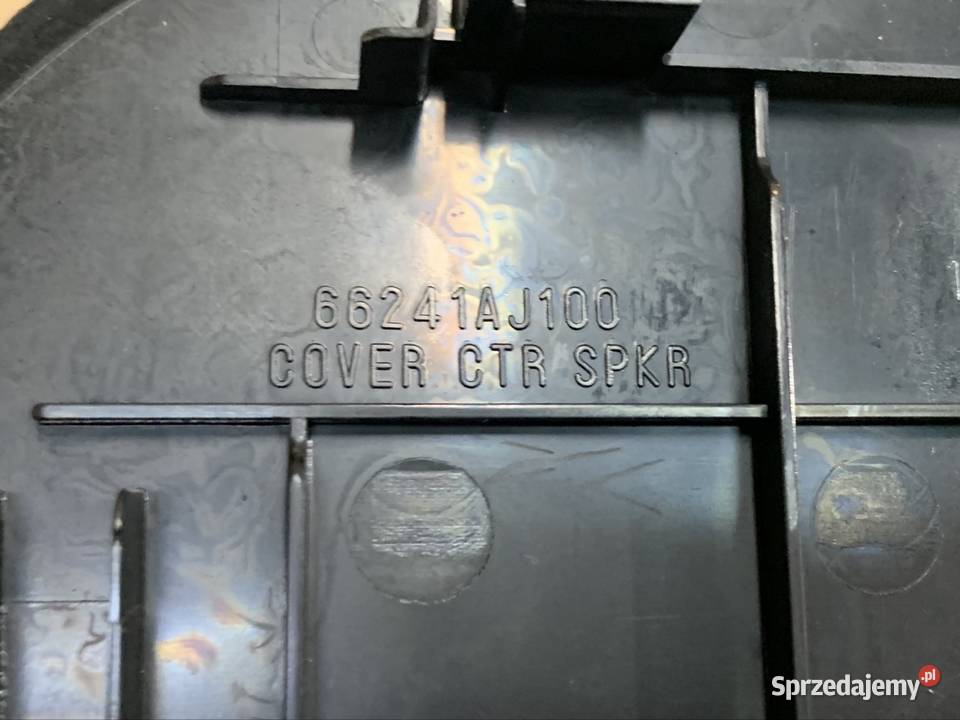 66241AJ100
COVER CTR SPKR
Sprzedajemy.pl